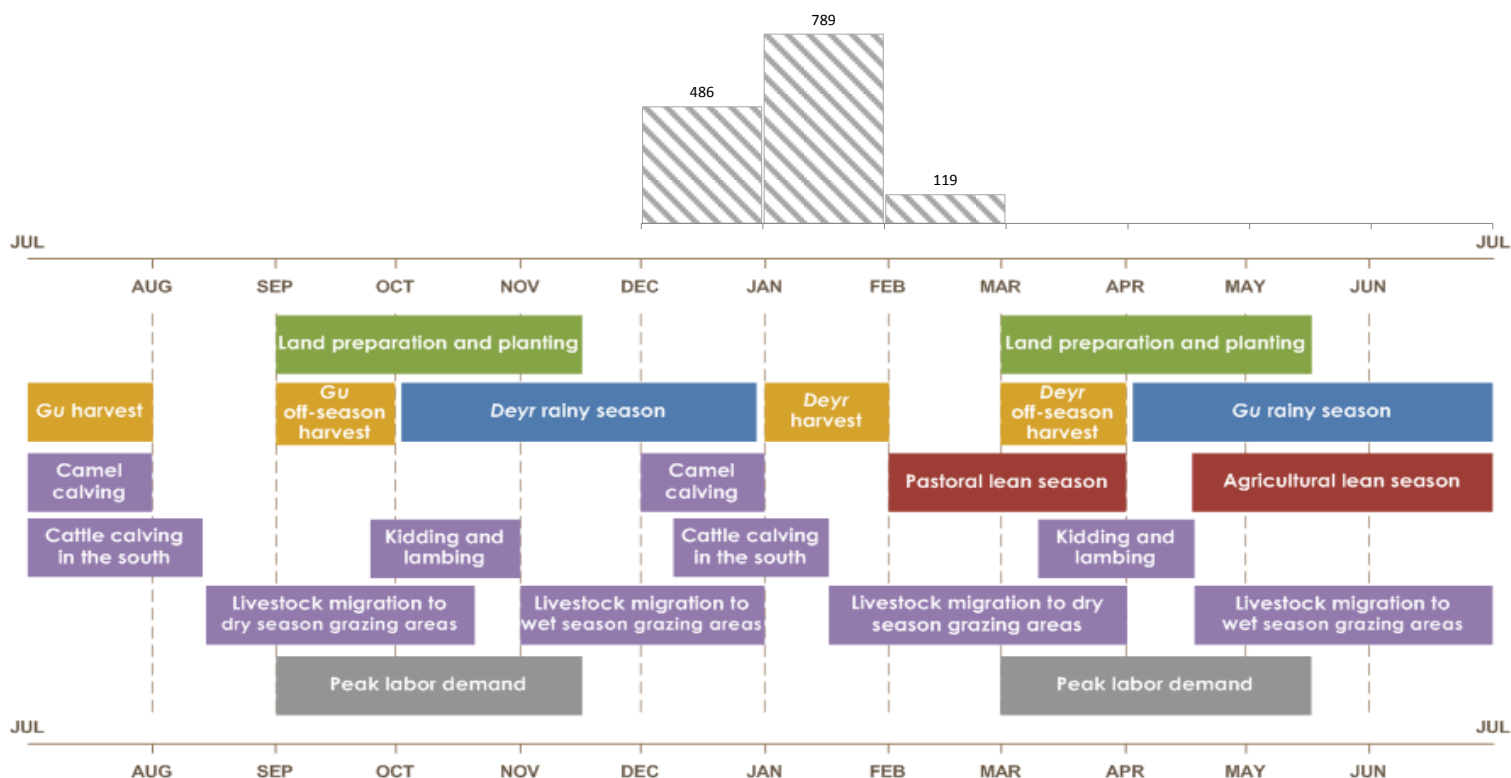 789
486
119
JUL JUL
AUG SEP OCT NOV DEC JAN FEB MAR APR MAY JUN
Land preparation and planting
Land preparation and planting
Gu harvest
Gu
off-season
harvest
Deyr rainy season
Deyr
harvest
Deyr
off-season
harvest
Gu rainy season
Camel
calving
Camel
calving
Pastoral lean season
Agricultural lean season
Cattle calving
in the south
Kidding and
lambing
Cattle calving
in the south
Kidding and
lambing
Livestock migration to
dry season grazing areas
Livestock migration to
wet season grazing areas
Livestock migration to dry
season grazing areas
Livestock migration to
wet season grazing areas
Peak labor demand
Peak labor demand
JUL JUL
AUG SEP OCT NOV DEC JAN FEB MAR APR MAY JUN